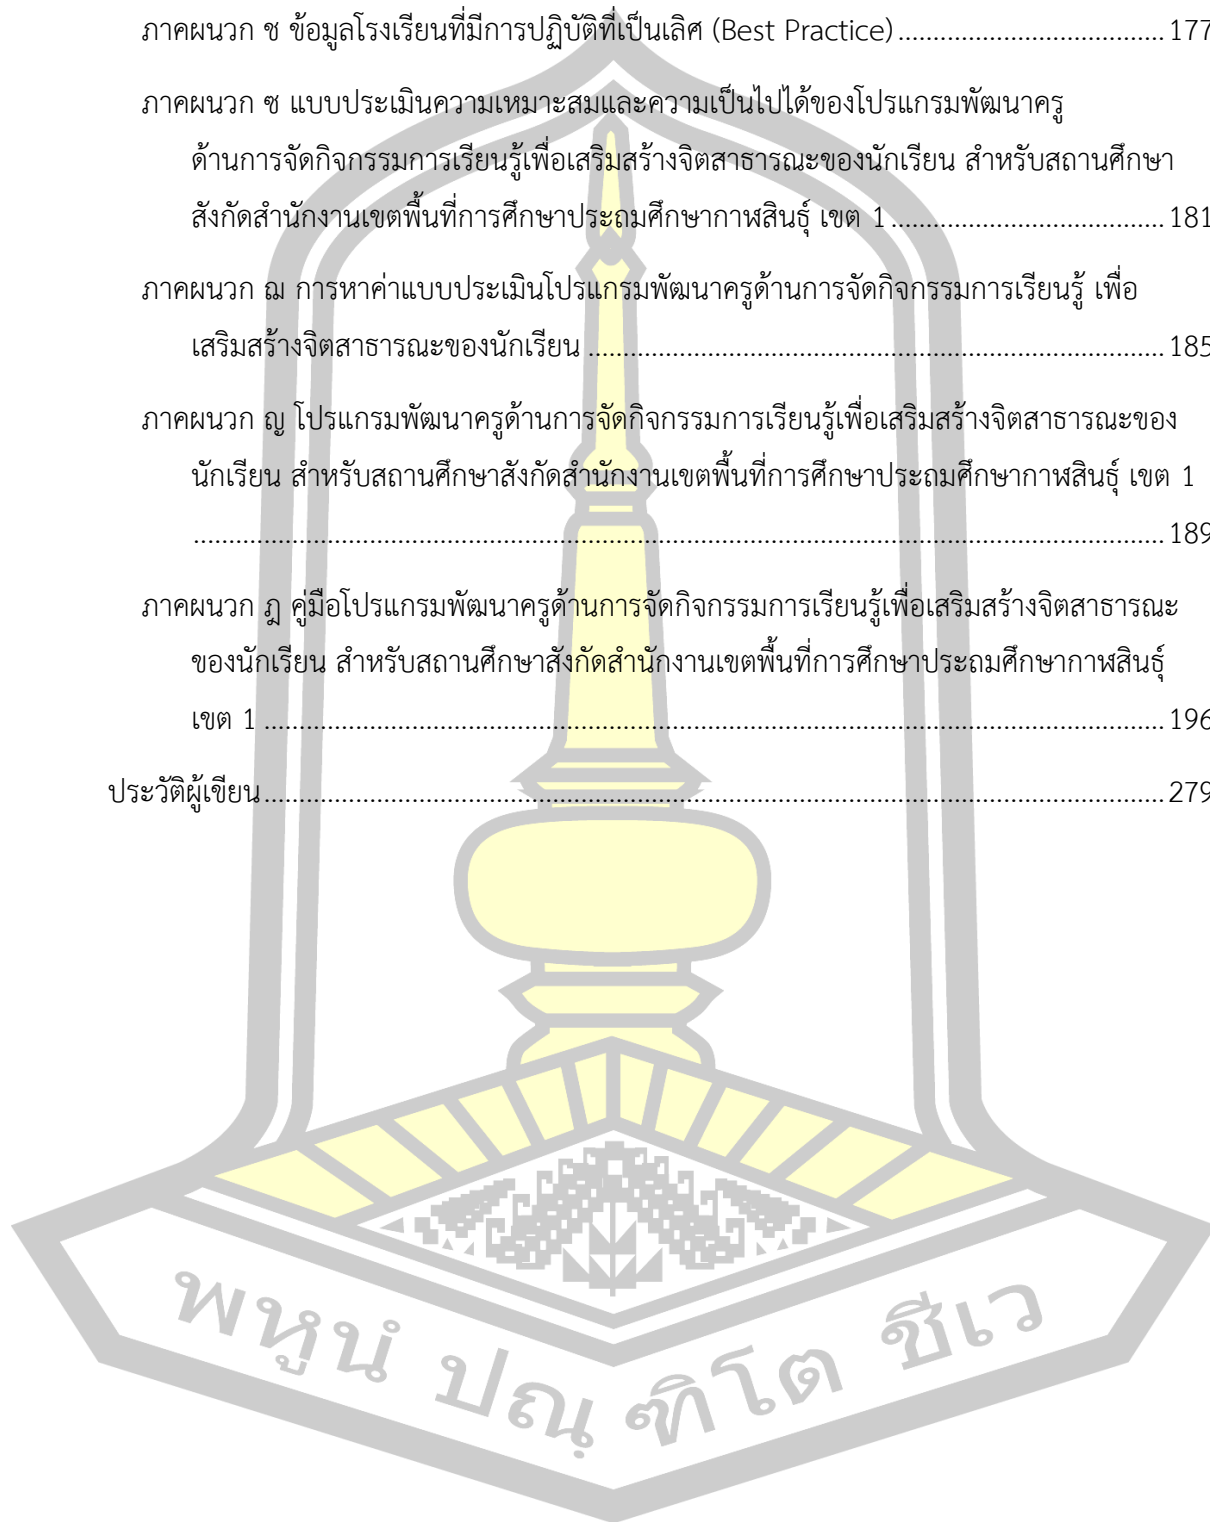 ภาคผนวก ช ข้อมูลโรงเรียนที่มีการปฏิบัติที่เป็นเลิศ (Best Practice) ...................................... 177
ภาคผนวก ซ แบบประเมินความเหมาะสมและความเป็นไปได้ของโปรแกรมพัฒนาครู
ด้านการจัดกิจกรรมการเรียนรู้เพื่อเสริมสร้างจิตสาธารณะของนักเรียน สำหรับสถานศึกษา
สังกัดสำนักงานเขตพื้นที่การศึกษาประถมศึกษากาฬสินธุ์ เขต 1 ....................................... 181
ภาคผนวก ฌ การหาค่าแบบประเมินโปรแกรมพัฒนาครูด้านการจัดกิจกรรมการเรียนรู้ เพื่อ
เสริมสร้างจิตสาธารณะของนักเรียน .................................................................................. 185
ภาคผนวก ญ โปรแกรมพัฒนาครูด้านการจัดกิจกรรมการเรียนรู้เพื่อเสริมสร้างจิตสาธารณะของ
นักเรียน สำหรับสถานศึกษาสังกัดสำนักงานเขตพื้นที่การศึกษาประถมศึกษากาฬสินธุ์ เขต 1
.......................................................................................................................................... 189
ภาคผนวก ฎ คู่มือโปรแกรมพัฒนาครูด้านการจัดกิจกรรมการเรียนรู้เพื่อเสริมสร้างจิตสาธารณะ
ของนักเรียน สำหรับสถานศึกษาสังกัดสำนักงานเขตพื้นที่การศึกษาประถมศึกษากาฬสินธุ์
เขต 1 ................................................................................................................................ 196
ประวัติผู้เขียน ................................................................................................................................ 279
พหูนํ ปณฺฑิโต ชีเว